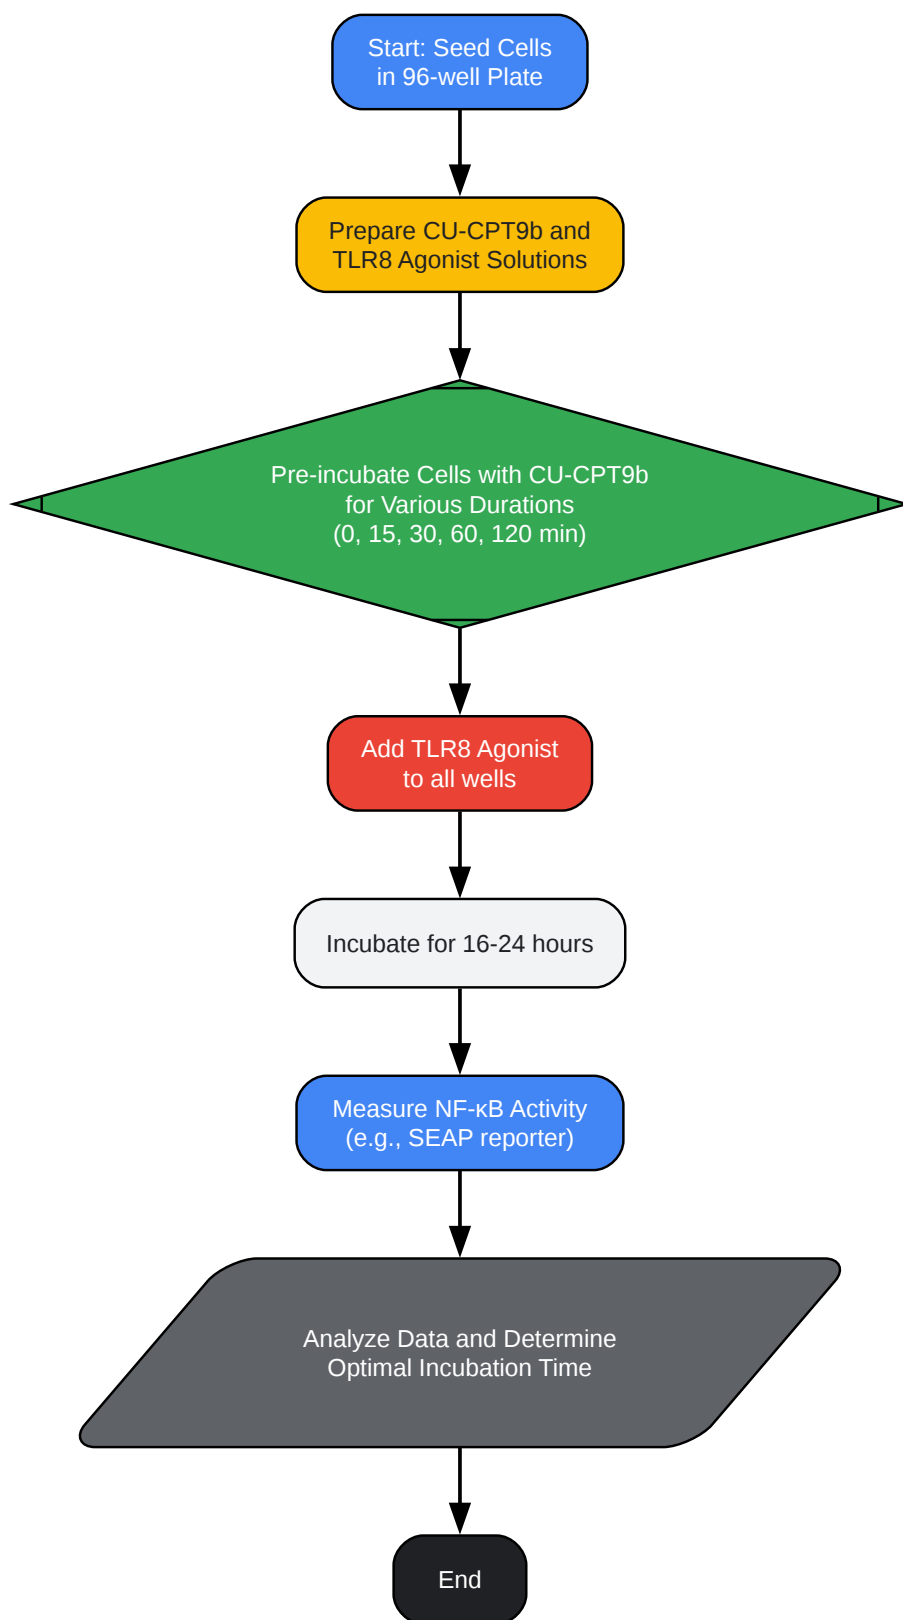 Start: Seed Cells
in 96-well Plate
Prepare CU-CPT9b and
TLR8 Agonist Solutions
Pre-incubate Cells with CU-CPT9b
for Various Durations
(0, 15, 30, 60, 120 min)
Add TLR8 Agonist
to all wells
Incubate for 16-24 hours
Measure NF-κB Activity
(e.g., SEAP reporter)
Analyze Data and Determine
Optimal Incubation Time
End